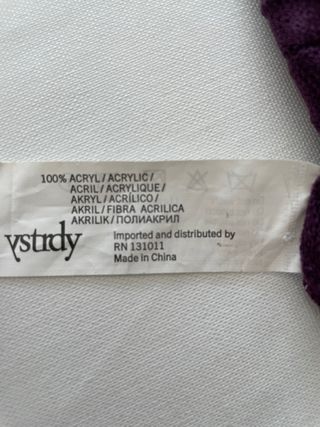 100% ACRYL/ACRYLIC/
ACRIL/ACRYLIQUE/
AKRYL/ACRÍLICO/
AKRIL/FIBRA ACRILICA
AKRILIK/ПОЛИАКРИЛ
ystrdy
Imported and distributed by
RN 131011
Made in China